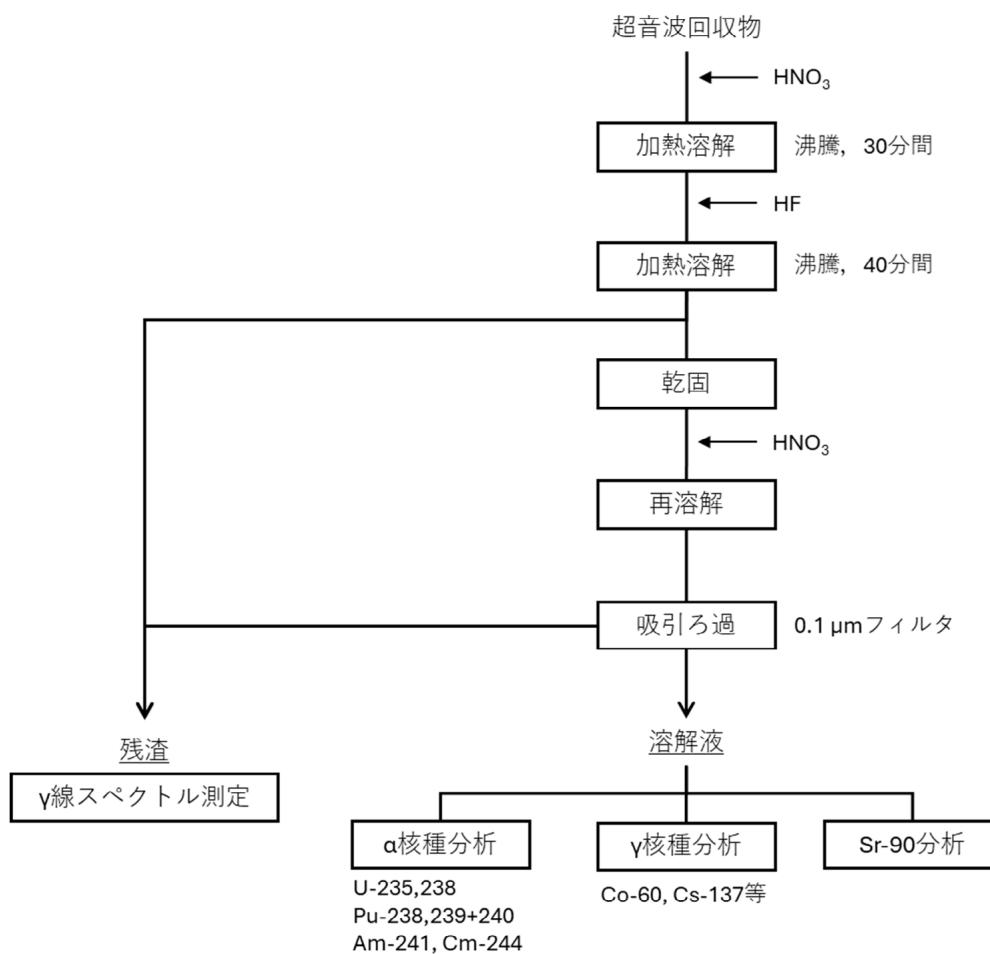 超音波回収物
HNO₃
加熱溶解 沸騰，30分間
HF
加熱溶解 沸騰，40分間
乾固
HNO₃
再溶解
吸引ろ過 0.1 μmフィルタ
残渣
γ線スペクトル測定
溶解液
α核種分析
U-235,238
Pu-238,239+240
Am-241, Cm-244
γ核種分析
Co-60, Cs-137等
Sr-90分析